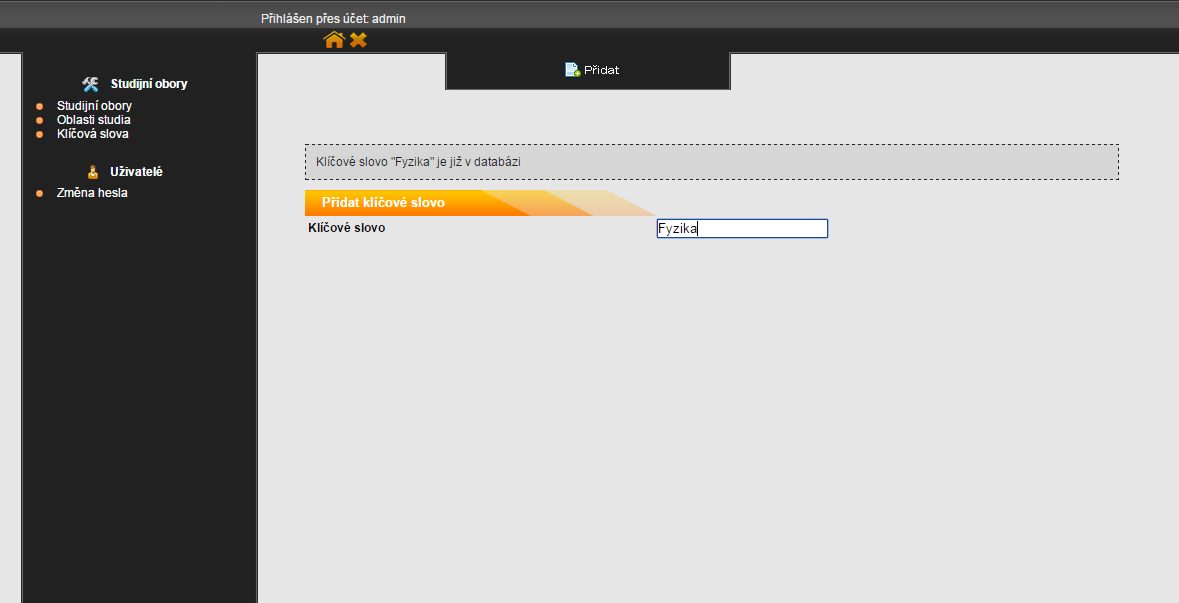 Přihlášen přes účet: admin
Přidat
Studijní obory
Studijní obory
Oblasti studia
Klíčová slova
Uživatelé
Změna hesla
Klíčové slovo "Fyzika" je již v databázi
Přidat klíčové slovo
Klíčové slovo Fyzika